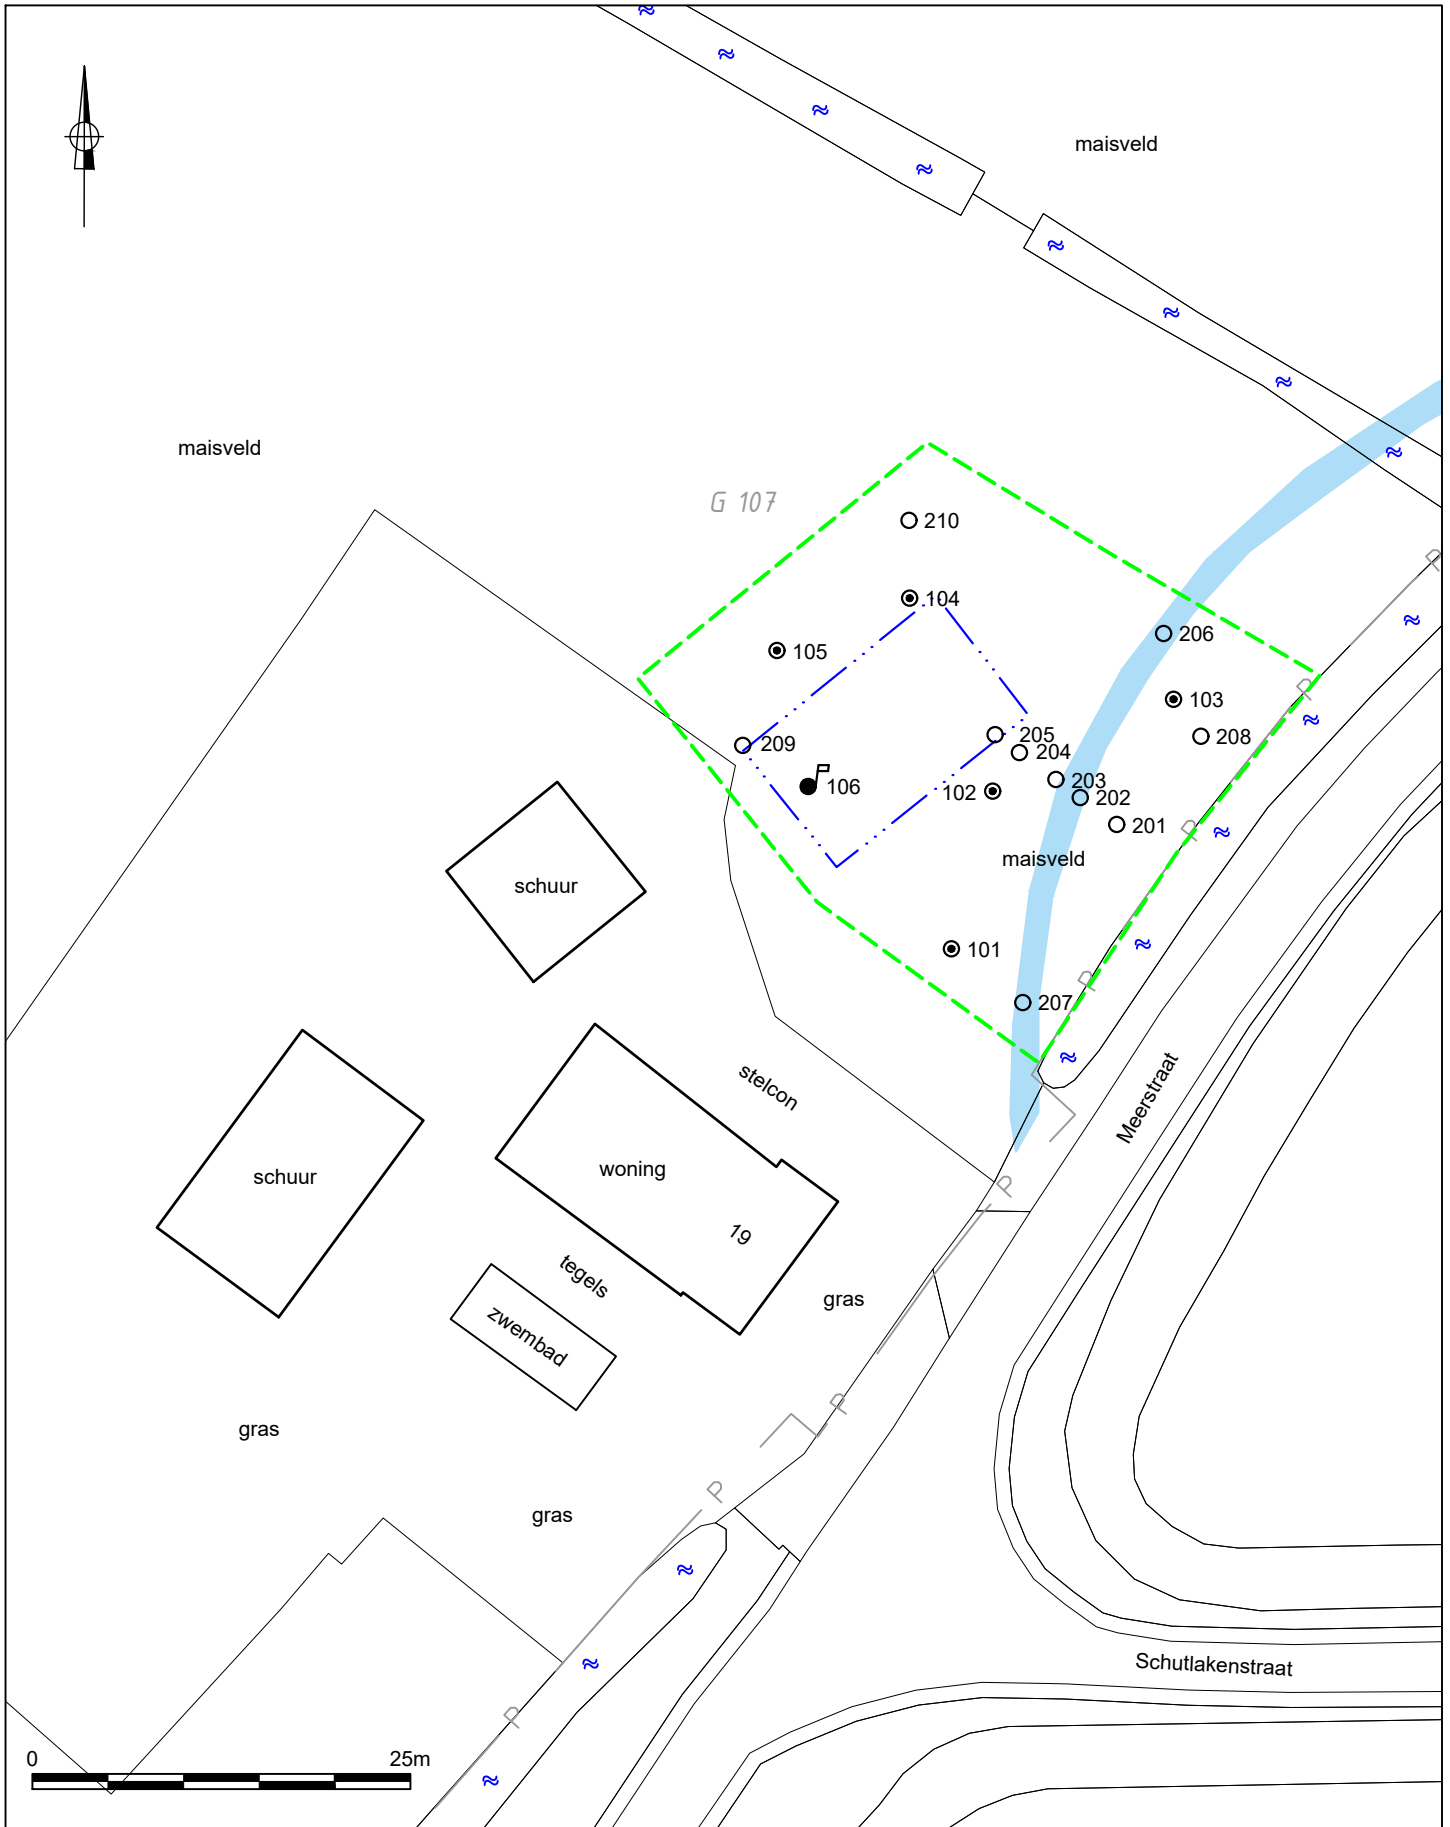 maisveld
maisveld
G 107
210
104
105
206
103
208
209
205
204
203
202
201
102
106
maisveld
101
207
schuur
schuur
stelcon
woning
19
tegels
zwembad
gras
gras
gras
Meerstraat
Schutlakenstraat
P
P
P
P
P
P
P
P
0 25m